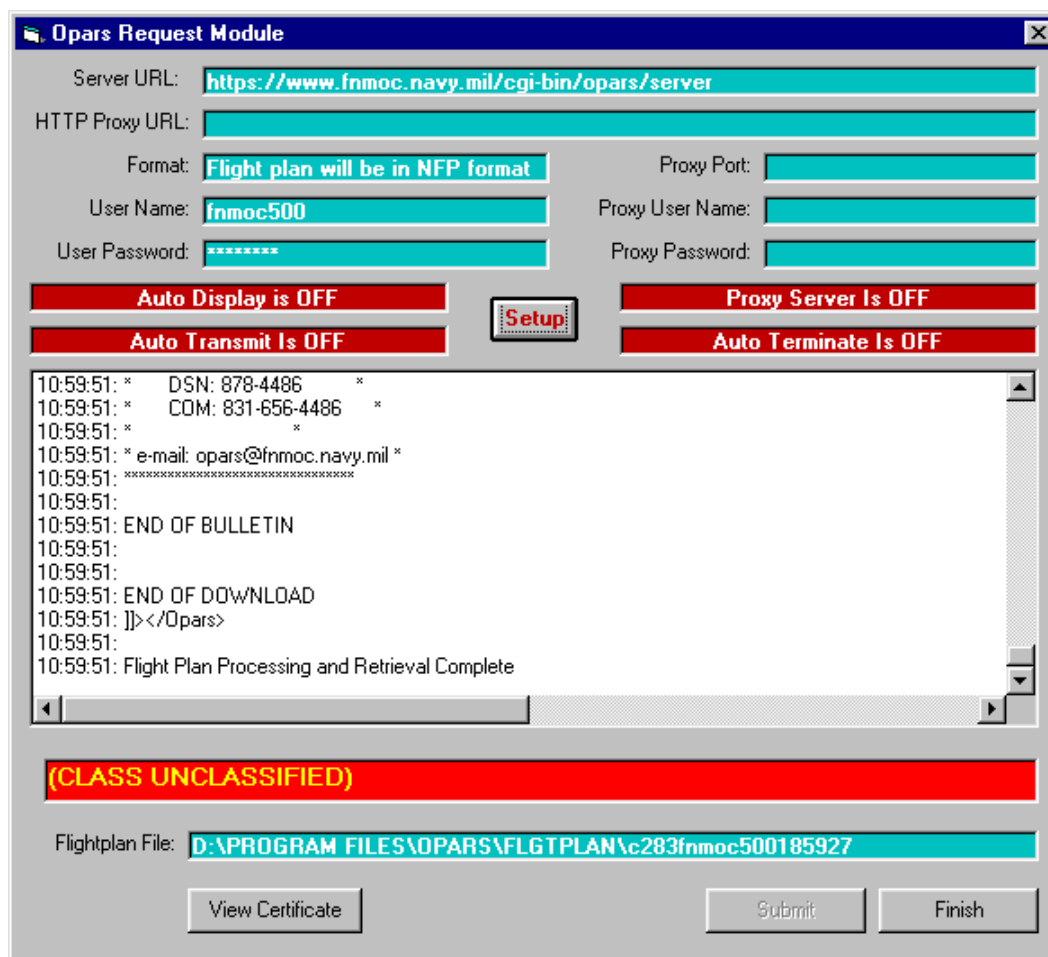 Opars Request Module
Server URL: https://www.fnmoc.navy.mil/cgi-bin/opars/server
HTTP Proxy URL:
Format: Flight plan will be in NFP format Proxy Port:
User Name: fnmoc500 Proxy User Name:
User Password: ******** Proxy Password:
Auto Display is OFF Proxy Server Is OFF
Setup
Auto Transmit Is OFF Auto Terminate Is OFF
10:59:51: * DSN: 878-4486 *
10:59:51: * COM: 831-656-4486 *
10:59:51: * *
10:59:51: * e-mail: opars@fnmoc.navy.mil *
10:59:51: ********************************
10:59:51:
10:59:51: END OF BULLETIN
10:59:51:
10:59:51:
10:59:51: END OF DOWNLOAD
10:59:51: ]]></Opars>
10:59:51:
10:59:51: Flight Plan Processing and Retrieval Complete
(CLASS UNCLASSIFIED)
Flightplan File: D:\PROGRAM FILES\OPARS\FLGTPLAN\c283fnmoc500185927
View Certificate Submit Finish